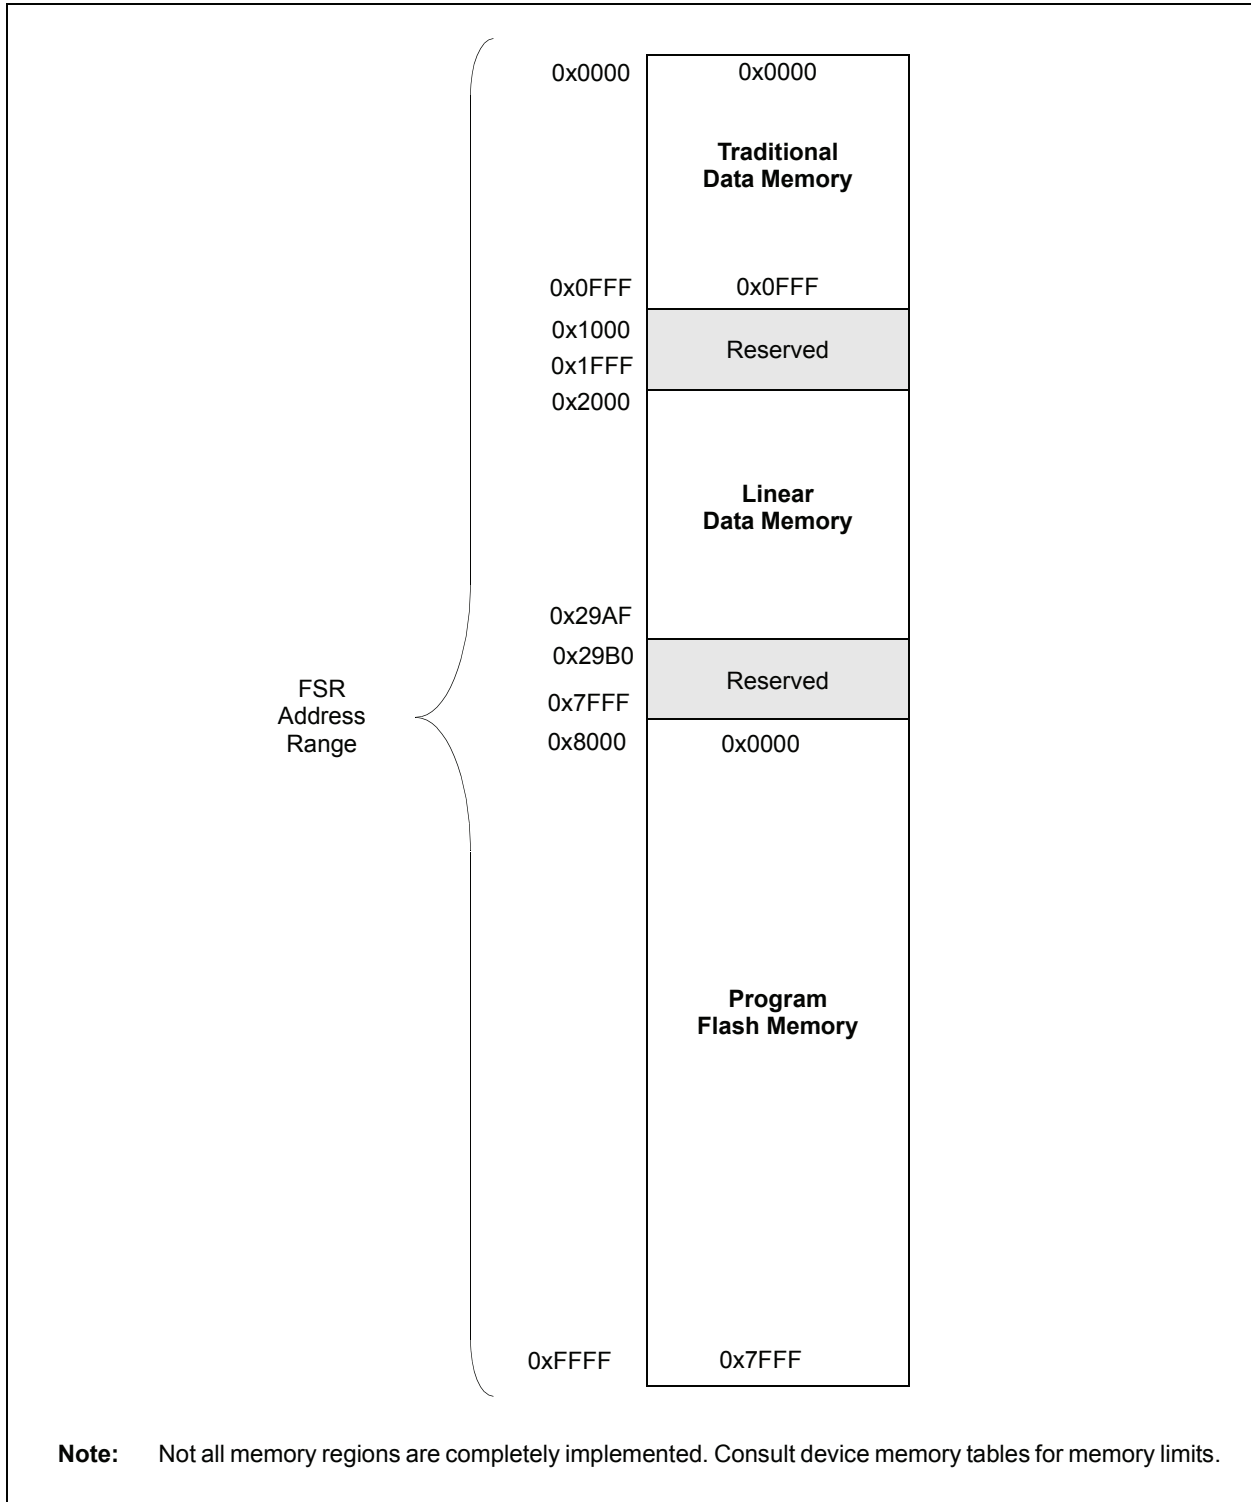 0x0000 0x0000
Traditional
Data Memory
0x0FFF 0x0FFF
0x1000
Reserved
0x1FFF
0x2000
Linear
Data Memory
0x29AF
0x29B0
Reserved
0x7FFF
FSR
Address
Range
0x8000 0x0000
Program
Flash Memory
0xFFFF 0x7FFF
Note: Not all memory regions are completely implemented. Consult device memory tables for memory limits.